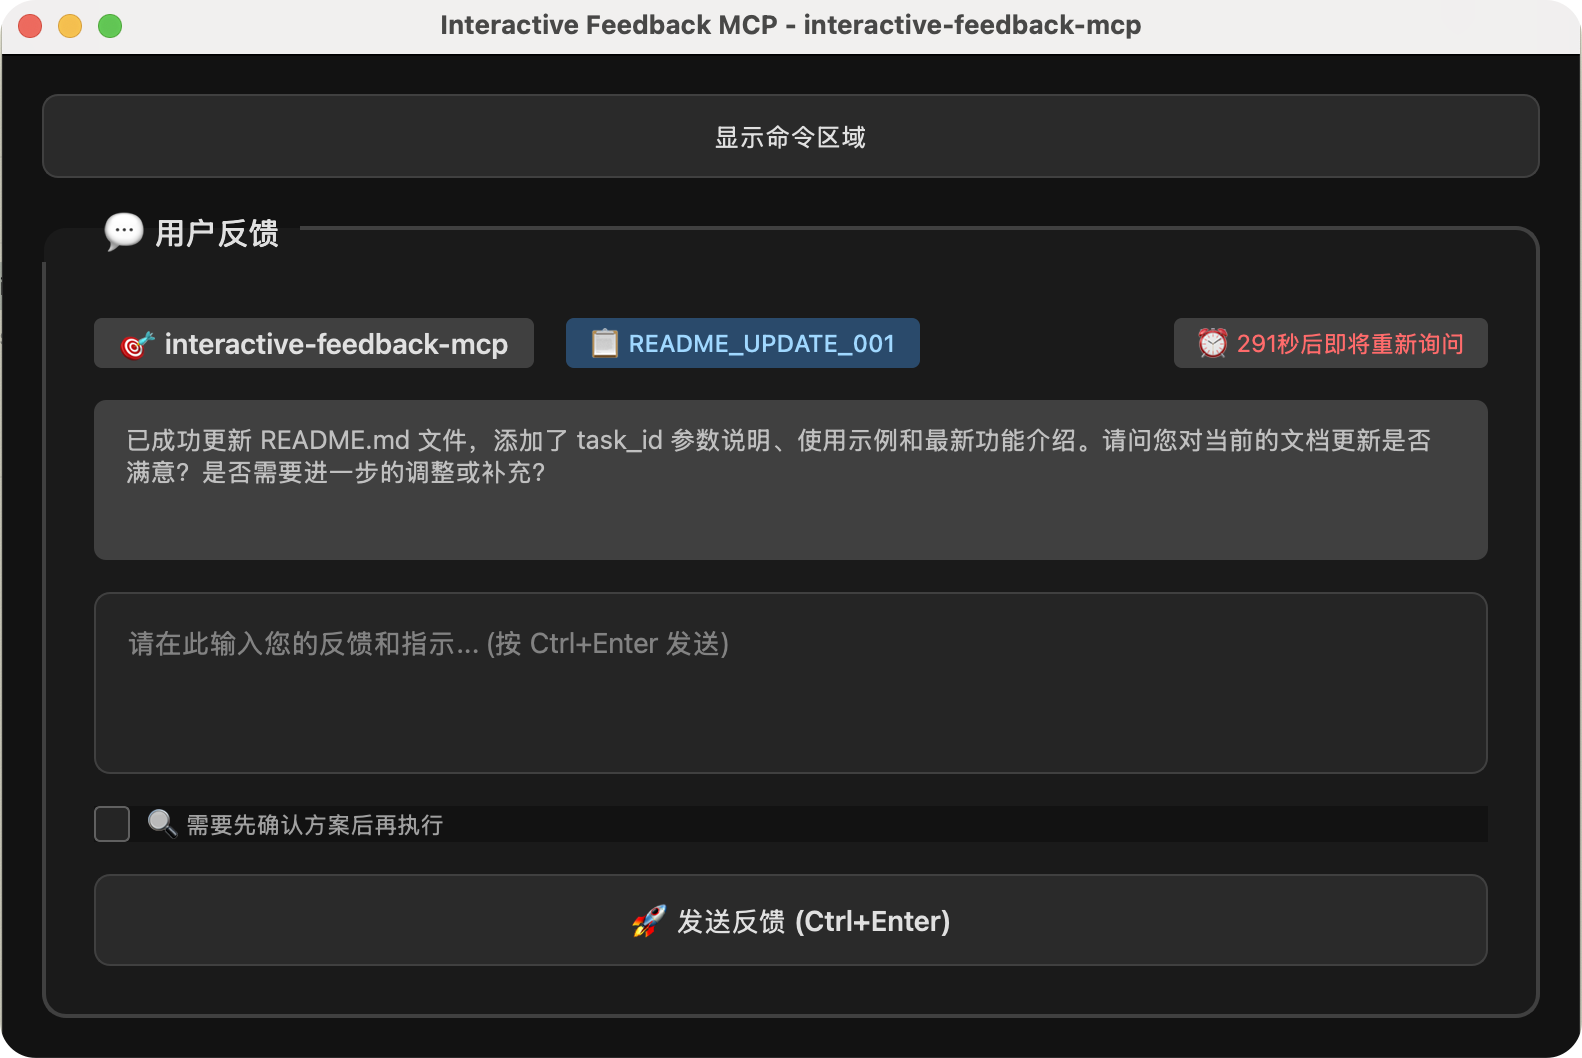 Interactive Feedback MCP - interactive-feedback-mcp
显示命令区域
💬 用户反馈
🎯 interactive-feedback-mcp
📋 README_UPDATE_001
⏰ 291秒后即将重新询问
已成功更新 README.md 文件，添加了 task_id 参数说明、使用示例和最新功能介绍。请问您对当前的文档更新是否
满意？是否需要进一步的调整或补充？
请在此输入您的反馈和指示... (按 Ctrl+Enter 发送)
🔍 需要先确认方案后再执行
🚀 发送反馈 (Ctrl+Enter)